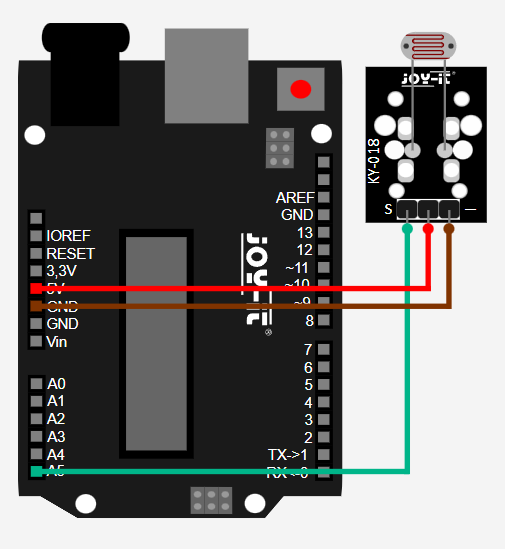 JOY-iT
®
KY-018
S
—
AREF
GND
13
12
~11
~10
~9
8
7
6
5
4
3
2
TX->1
RX<-0
IOREF
RESET
3,3V
5V
GND
GND
Vin
A0
A1
A2
A3
A4
A5
JOY-iT
®